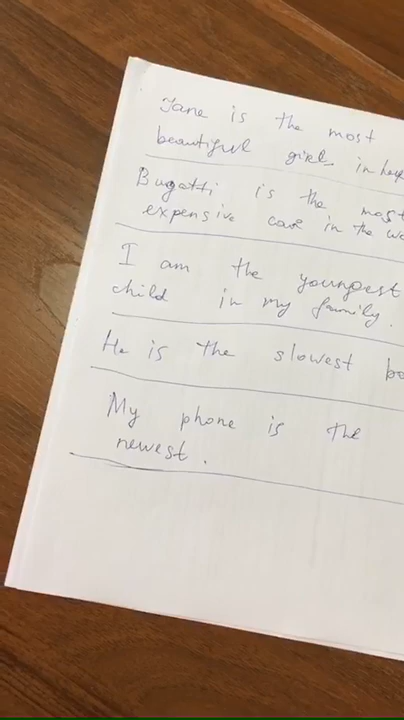 Jane is the most
beautiful girl in
Bugatti is the most
expensive car in the
I am the youngest
child in my family.
He is the slowest
My phone is the
newest.